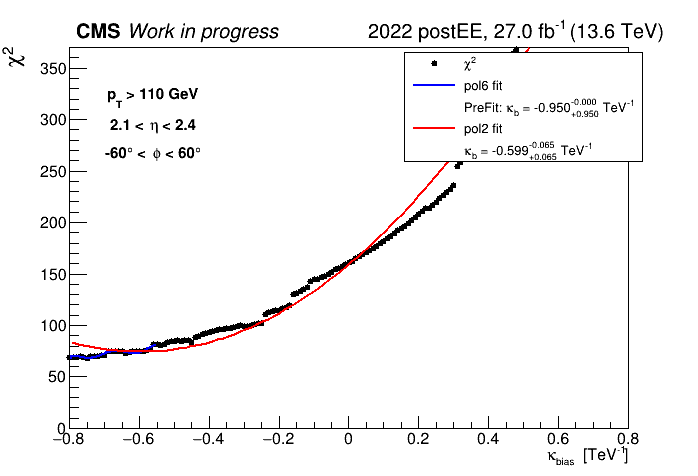 CMS Work in progress 2022 postEE, 27.0 fb⁻¹ (13.6 TeV)
χ²
350
300
250
200
150
100
50
0
p_T > 110 GeV
2.1 < η < 2.4
-60° < ϕ < 60°
χ²
pol6 fit
PreFit: κ_b = -0.950 -0.000 +0.950 TeV⁻¹
pol2 fit
κ_b = -0.599 -0.065 +0.065 TeV⁻¹
−0.8 −0.6 −0.4 −0.2 0 0.2 0.4 0.6 0.8
κ_bias [TeV⁻¹]